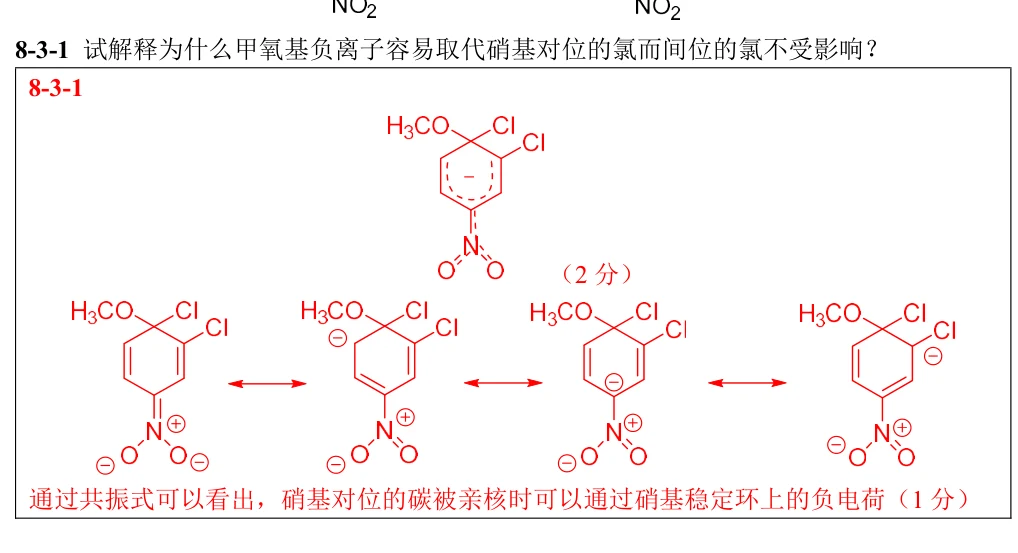 NO2 NO2
8-3-1 试解释为什么甲氧基负离子容易取代硝基对位的氯而间位的氯不受影响？
8-3-1
H3CO Cl
Cl
−
N
O O
（2 分）
H3CO Cl H3CO Cl H3CO Cl H3CO Cl
Cl ⊖ Cl Cl Cl
⊖ ⊖
N⊕ N⊕ N⊕ N⊕
⊖ O O ⊖ ⊖ O O ⊖ O O ⊖ O O
通过共振式可以看出，硝基对位的碳被亲核时可以通过硝基稳定环上的负电荷（1 分）